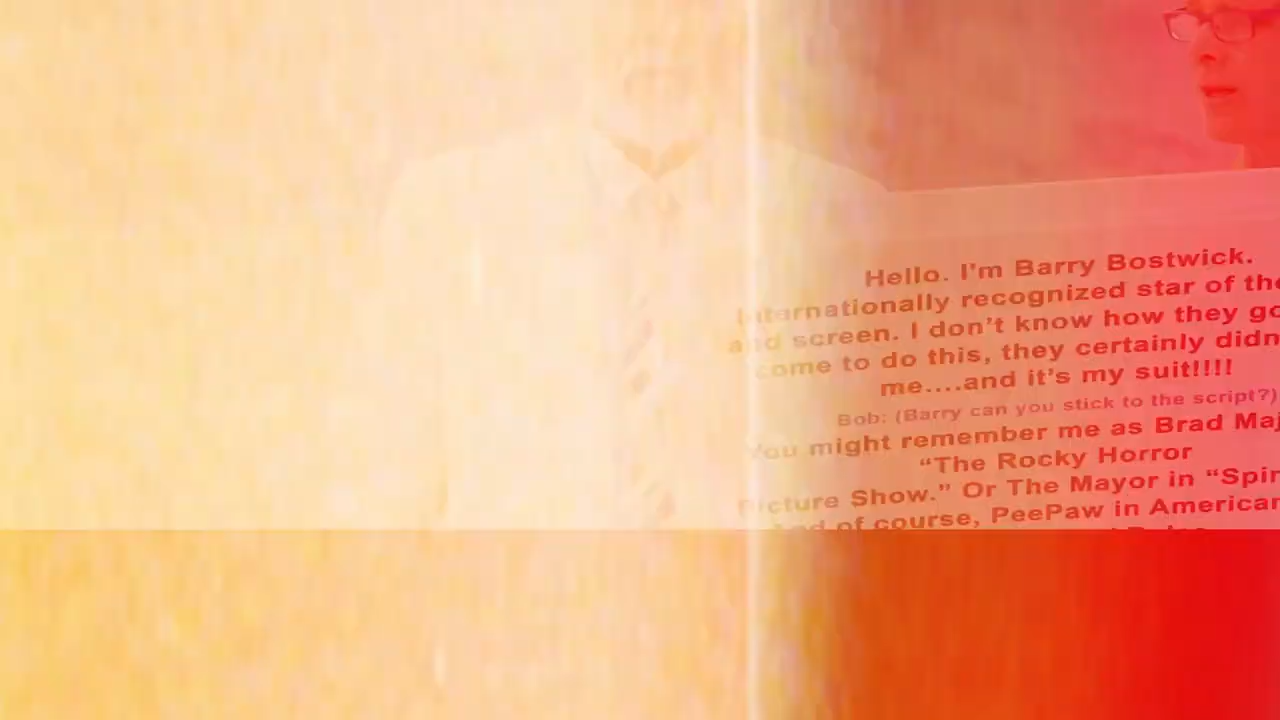 Hello. I'm Barry Bostwick.
Internationally recognized star of the
and screen. I don't know how they go
come to do this, they certainly didn
me....and it's my suit!!!!
Bob: (Barry can you stick to the script?)
You might remember me as Brad Maj
“The Rocky Horror
Picture Show.” Or The Mayor in “Spin
And of course, PeePaw in American